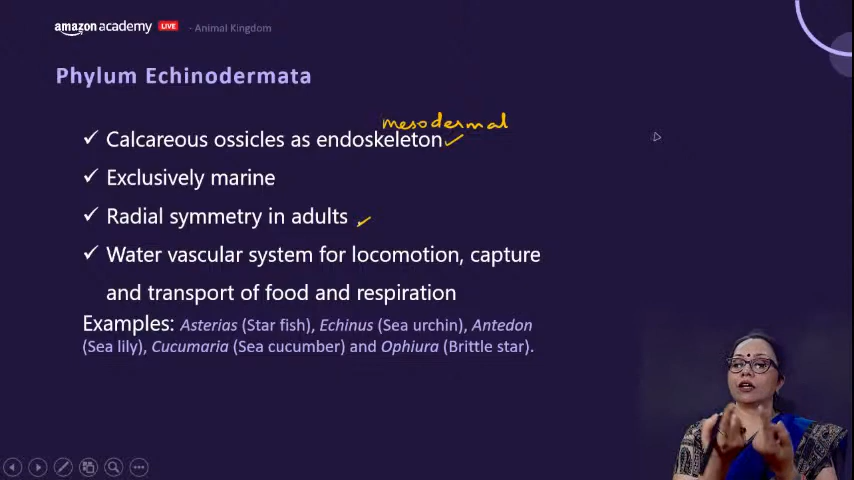 amazon academy LIVE - Animal Kingdom
Phylum Echinodermata
mesodermal
✓ Calcareous ossicles as endoskeleton
✓ Exclusively marine
✓ Radial symmetry in adults
✓ Water vascular system for locomotion, capture
and transport of food and respiration
Examples: Asterias (Star fish), Echinus (Sea urchin), Antedon
(Sea lily), Cucumaria (Sea cucumber) and Ophiura (Brittle star).